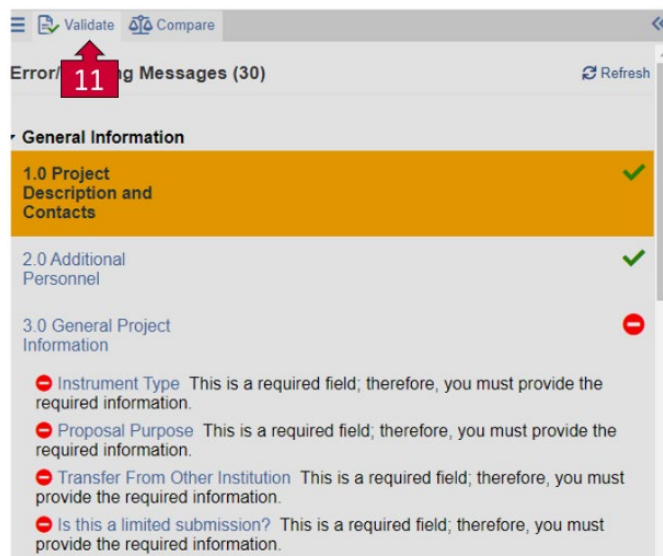 Validate Compare
Error/ g Messages (30) Refresh
11
General Information
1.0 Project
Description and
Contacts
2.0 Additional
Personnel
3.0 General Project
Information
Instrument Type This is a required field; therefore, you must provide the
required information.
Proposal Purpose This is a required field; therefore, you must provide the
required information.
Transfer From Other Institution This is a required field; therefore, you must
provide the required information.
Is this a limited submission? This is a required field; therefore, you must
provide the required information.